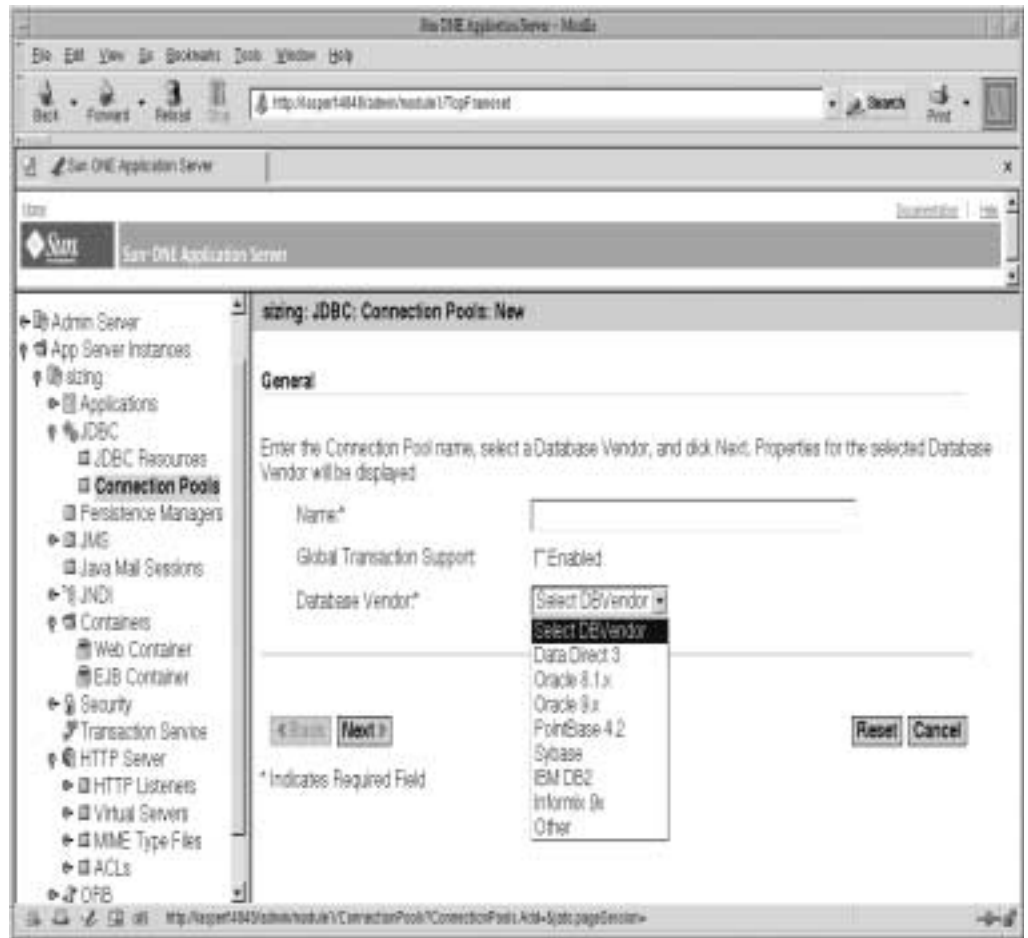 Sun ONE Application Server - Mozilla
File Edit View Go Bookmarks Tools Window Help
Back Forward Reload Stop Search Print
Sun ONE Application Server x
Home Documentation | Help
Sun Sun ONE Application Server
sizing: JDBC: Connection Pools: New
Admin Server
App Server Instances
sizing
Applications
JDBC
JDBC Resources
Connection Pools
Persistence Managers
JMS
Java Mail Sessions
JNDI
Containers
Web Container
EJB Container
Security
Transaction Service
HTTP Server
HTTP Listeners
Virtual Servers
MIME Type Files
ACLs
ORB
General
Enter the Connection Pool name, select a Database Vendor, and click Next. Properties for the selected Database
Vendor will be displayed
Name:*
Global Transaction Support: Enabled
Database Vendor:* Select DBVendor
Select DBVendor
Data Direct 3
Oracle 8.1.x
Oracle 9.x
PointBase 4.2
Sybase
IBM DB2
Informix 9x
Other
Back Next Reset Cancel
* Indicates Required Field